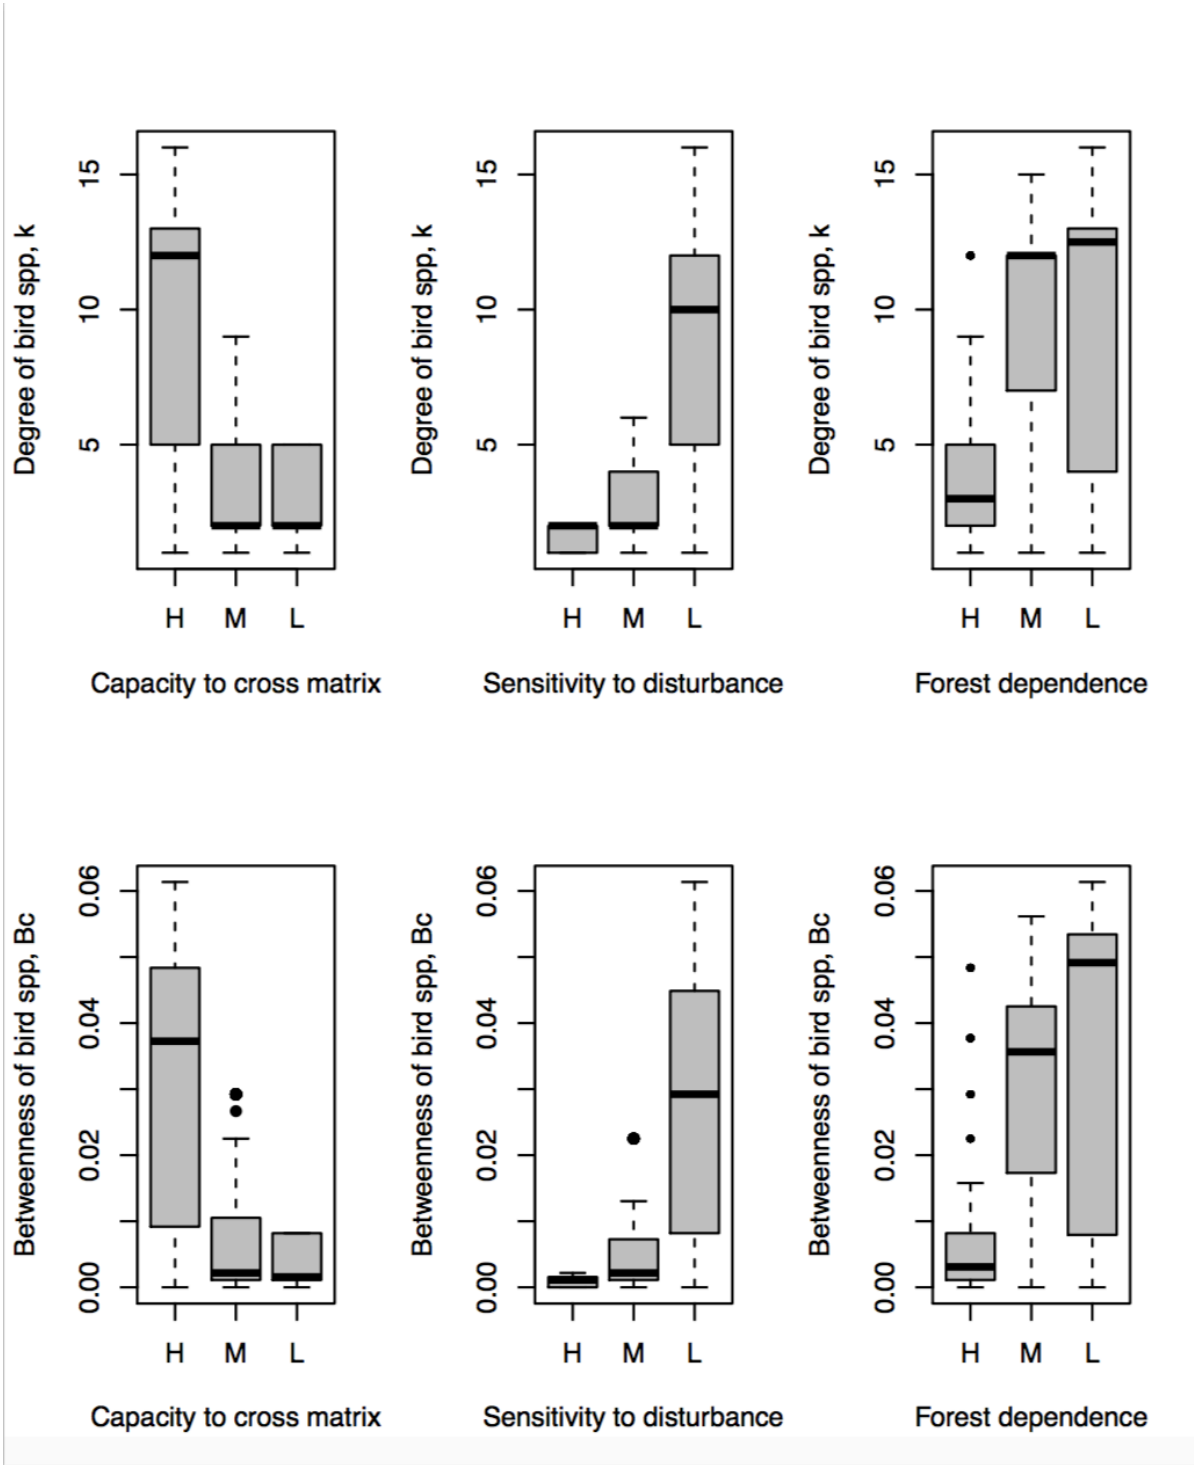 Degree of bird spp, k
15
10
5
H M L
Capacity to cross matrix
Degree of bird spp, k
15
10
5
H M L
Sensitivity to disturbance
Degree of bird spp, k
15
10
5
H M L
Forest dependence
Betweenness of bird spp, Bc
0.06
0.04
0.02
0.00
H M L
Capacity to cross matrix
Betweenness of bird spp, Bc
0.06
0.04
0.02
0.00
H M L
Sensitivity to disturbance
Betweenness of bird spp, Bc
0.06
0.04
0.02
0.00
H M L
Forest dependence